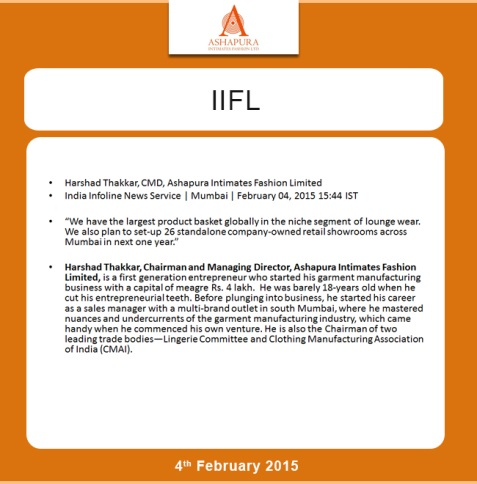 ASHAPURA
INTIMATES FASHION LTD
IIFL
• Harshad Thakkar, CMD, Ashapura Intimates Fashion Limited
• India Infoline News Service | Mumbai | February 04, 2015 15:44 IST
• “We have the largest product basket globally in the niche segment of lounge wear.
We also plan to set-up 26 standalone company-owned retail showrooms across
Mumbai in next one year.”
• Harshad Thakkar, Chairman and Managing Director, Ashapura Intimates Fashion
Limited, is a first generation entrepreneur who started his garment manufacturing
business with a capital of meagre Rs. 4 lakh. He was barely 18-years old when he
cut his entrepreneurial teeth. Before plunging into business, he started his career
as a sales manager with a multi-brand outlet in south Mumbai, where he mastered
nuances and undercurrents of the garment manufacturing industry, which came
handy when he commenced his own venture. He is also the Chairman of two
leading trade bodies—Lingerie Committee and Clothing Manufacturing Association
of India (CMAI).
4th February 2015